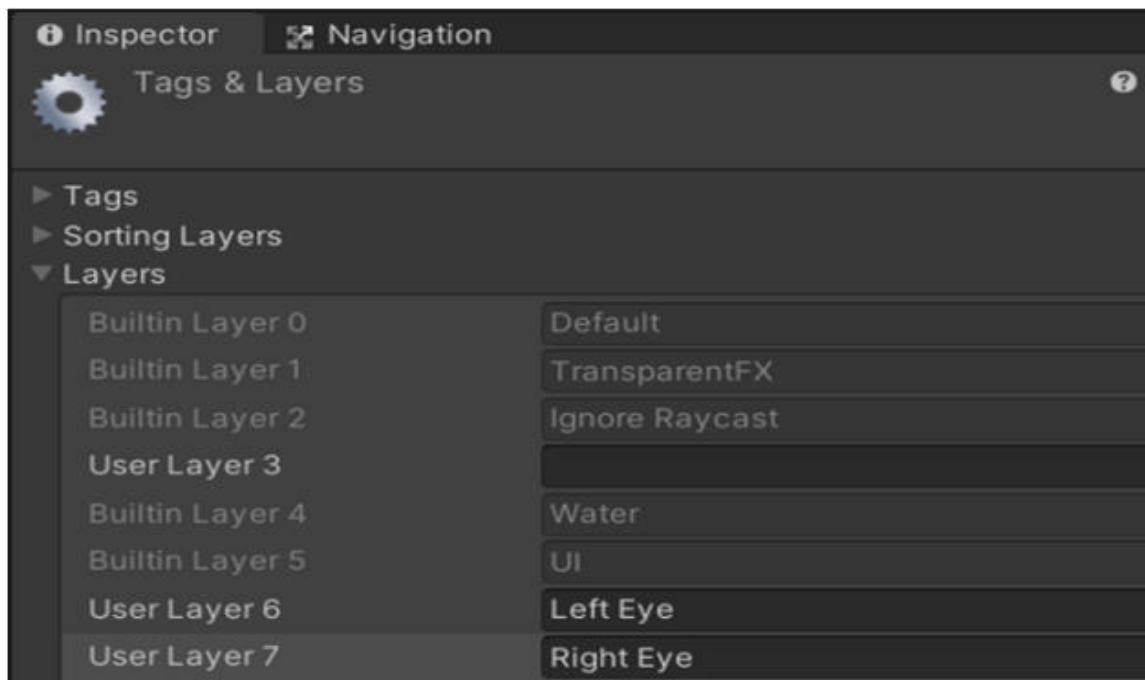 Inspector Navigation
Tags & Layers
Tags
Sorting Layers
Layers
Builtin Layer 0 Default
Builtin Layer 1 TransparentFX
Builtin Layer 2 Ignore Raycast
User Layer 3
Builtin Layer 4 Water
Builtin Layer 5 UI
User Layer 6 Left Eye
User Layer 7 Right Eye